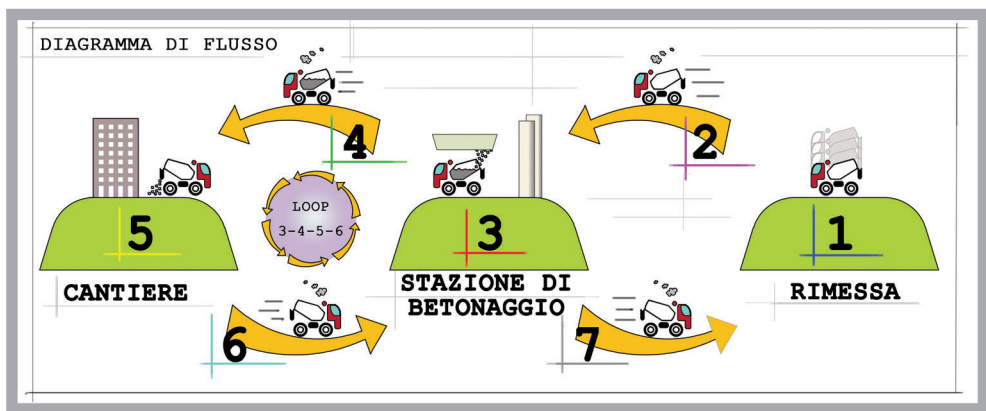 DIAGRAMMA DI FLUSSO
4
2
LOOP
3-4-5-6
5
3
1
CANTIERE
STAZIONE DI
BETONAGGIO
RIMESSA
6
7